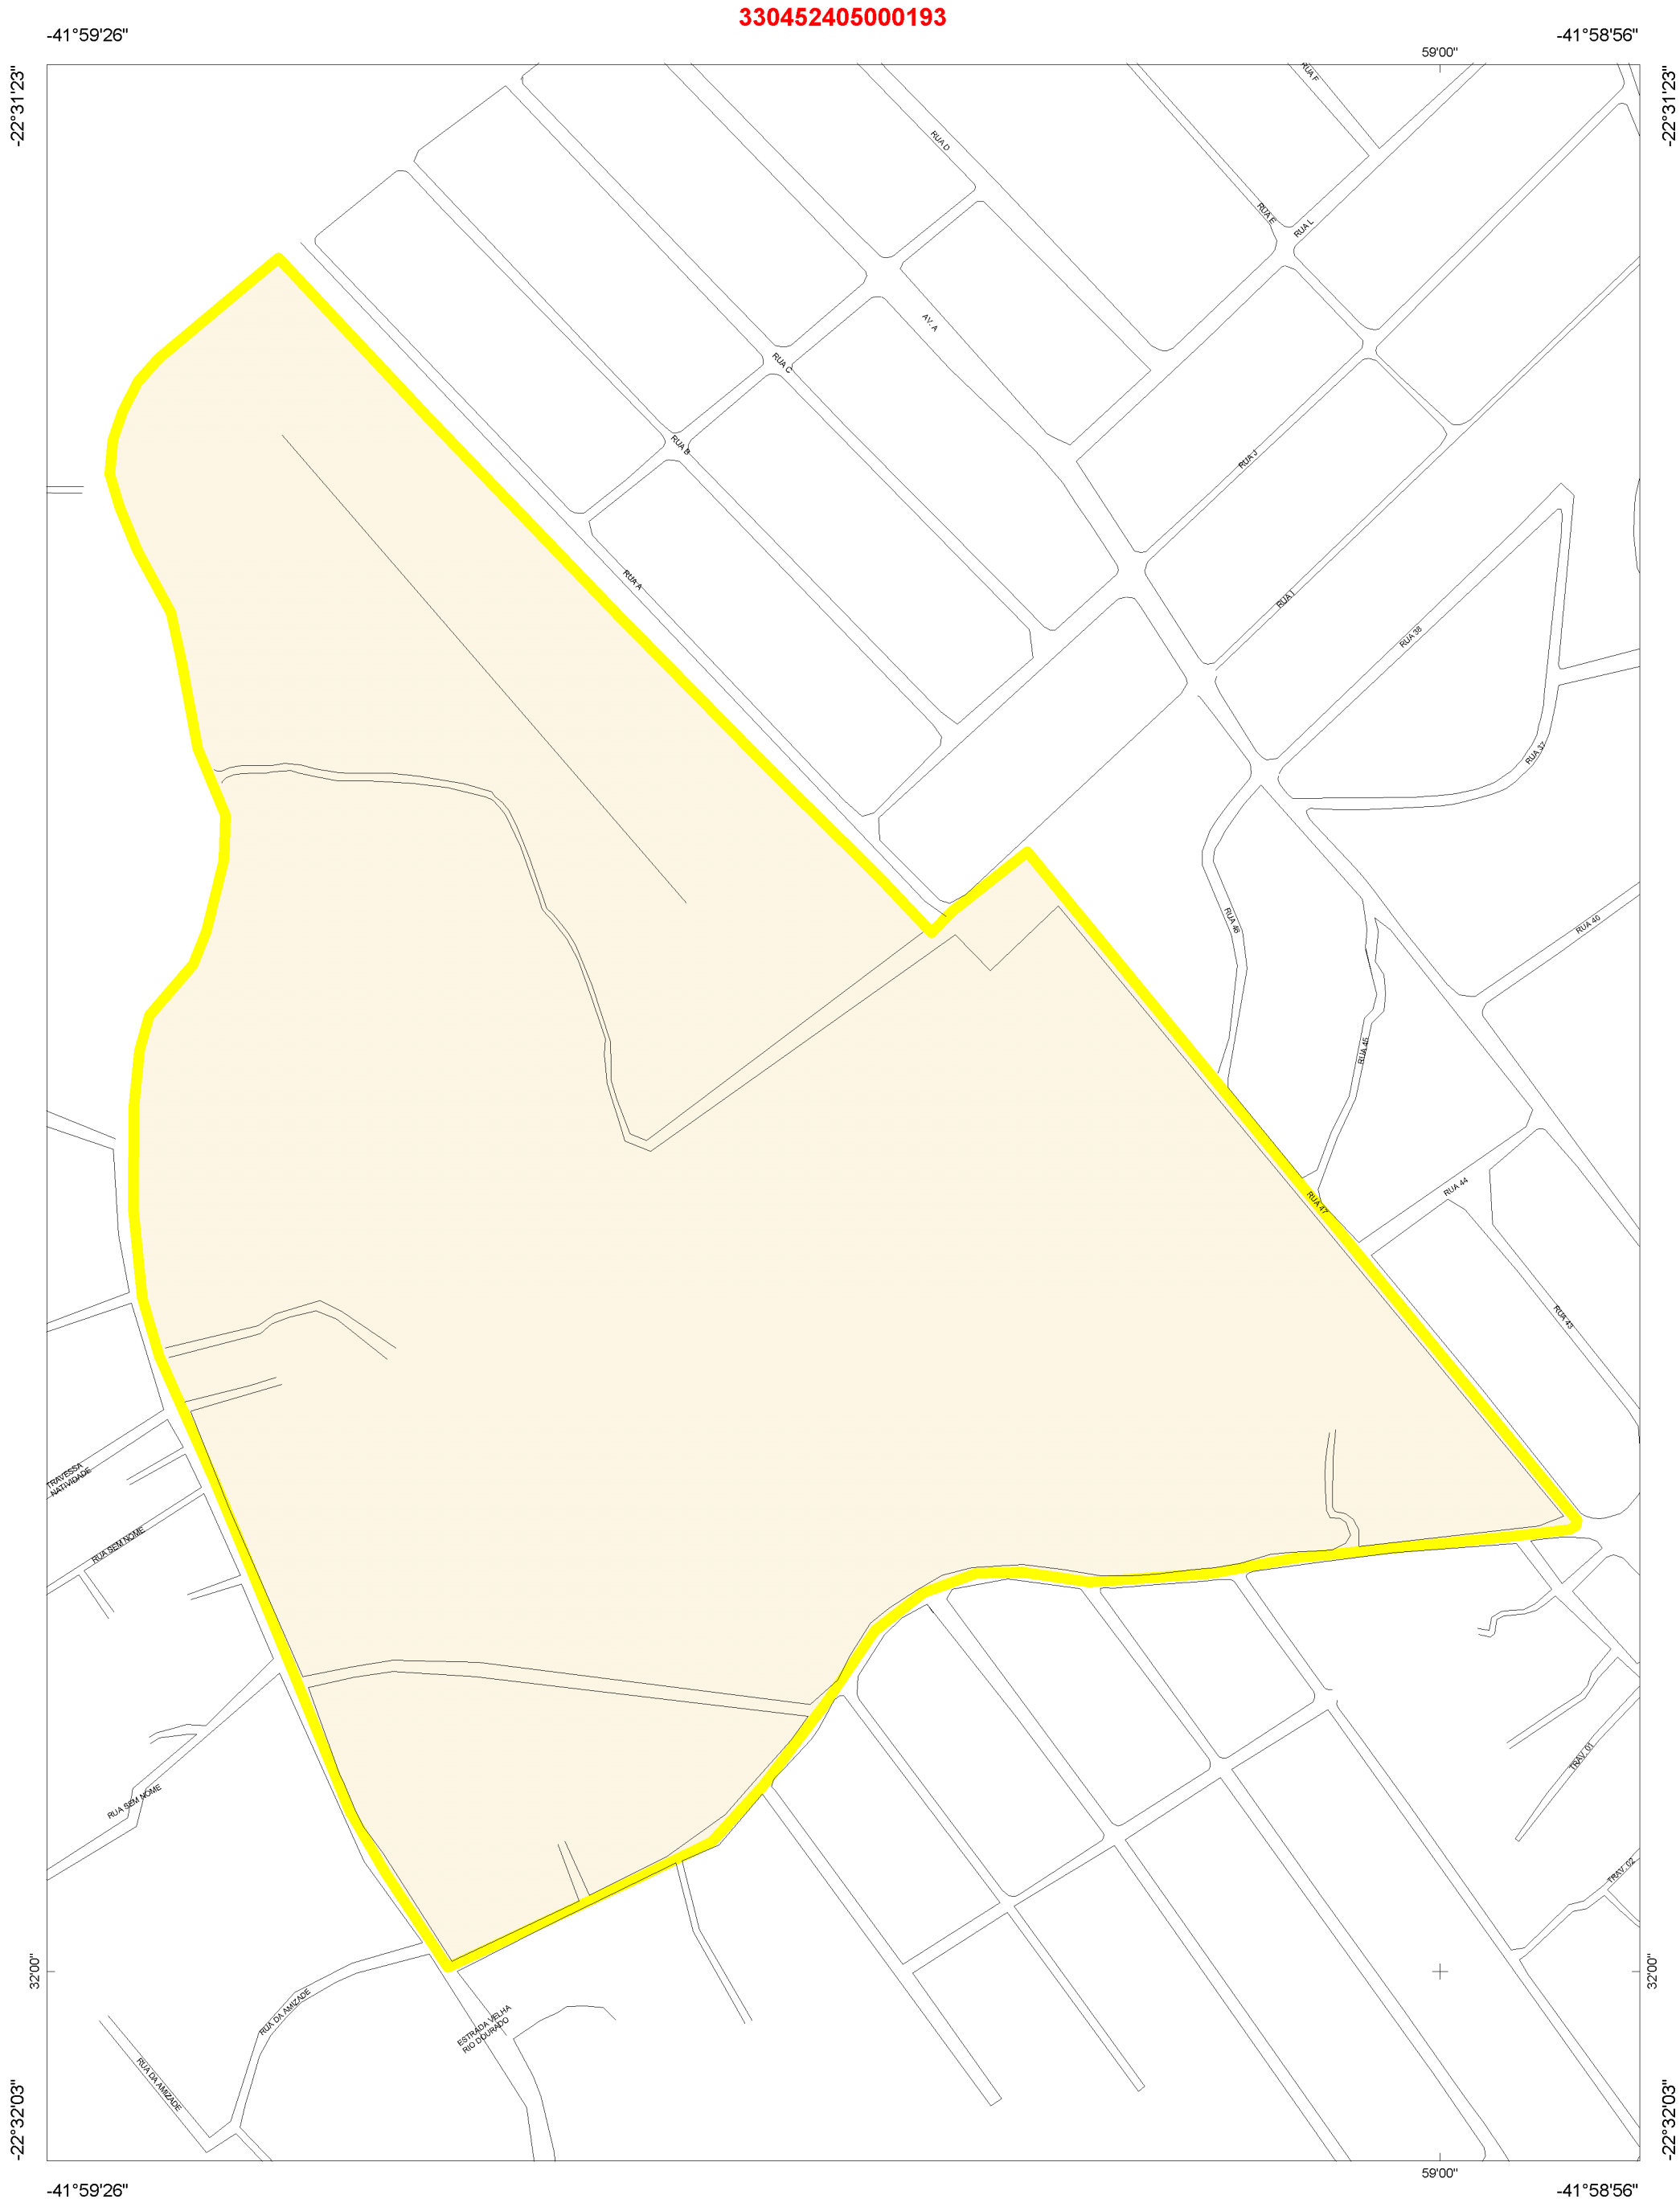 330452405000193
-41°59'26"
-41°58'56"
59'00"
-22°31'23"
-22°31'23"
RUA F
RUA D
RUA E
RUA L
AV. A
RUA C
RUA B
RUA J
RUA A
RUA I
RUA 38
RUA 37
RUA 48
RUA 40
RUA 45
RUA 44
RUA 47
RUA 43
TRAVESSA
NATIVIDADE
RUA SEM NOME
TRAV. 01
RUA SEM NOME
TRAV. 02
32'00"
32'00"
RUA DA AMIZADE
ESTRADA VELHA
RIO DOURADO
RUA DA AMIZADE
-22°32'03"
-22°32'03"
59'00"
-41°59'26"
-41°58'56"